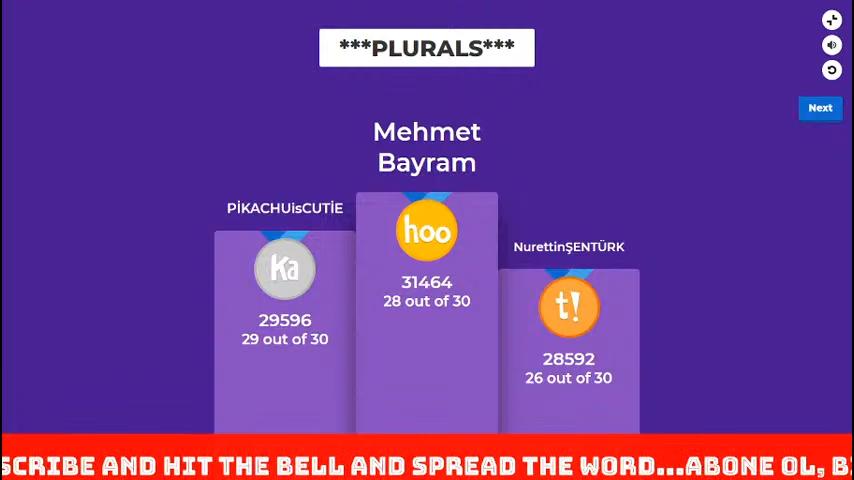 ***PLURALS***
Next
Mehmet
Bayram
PİKACHUisCUTİE
NurettinŞENTÜRK
Ka
hoo
t!
29596
29 out of 30
31464
28 out of 30
28592
26 out of 30
SCRIBE AND HIT THE BELL AND SPREAD THE WORD...ABONE OL, B